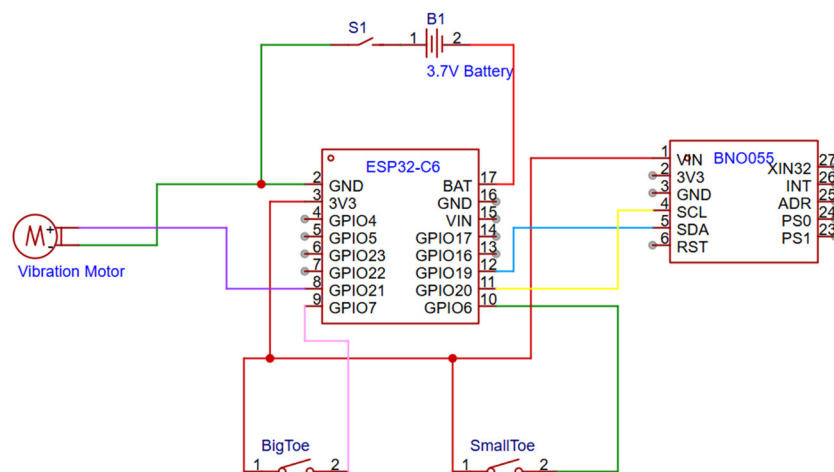 B1
S1
1 2
3.7V Battery
ESP32-C6
2 GND BAT 17
3 3V3 GND 16
4 GPIO4 VIN 15
5 GPIO5 GPIO17 14
6 GPIO23 GPIO16 13
7 GPIO22 GPIO19 12
8 GPIO21 GPIO20 11
9 GPIO7 GPIO6 10
BNO055
1 VIN XIN32 27
2 3V3 INT 26
3 GND ADR 25
4 SCL PS0 24
5 SDA PS1 23
6 RST
M + -
Vibration Motor
BigToe
1 2
SmallToe
1 2